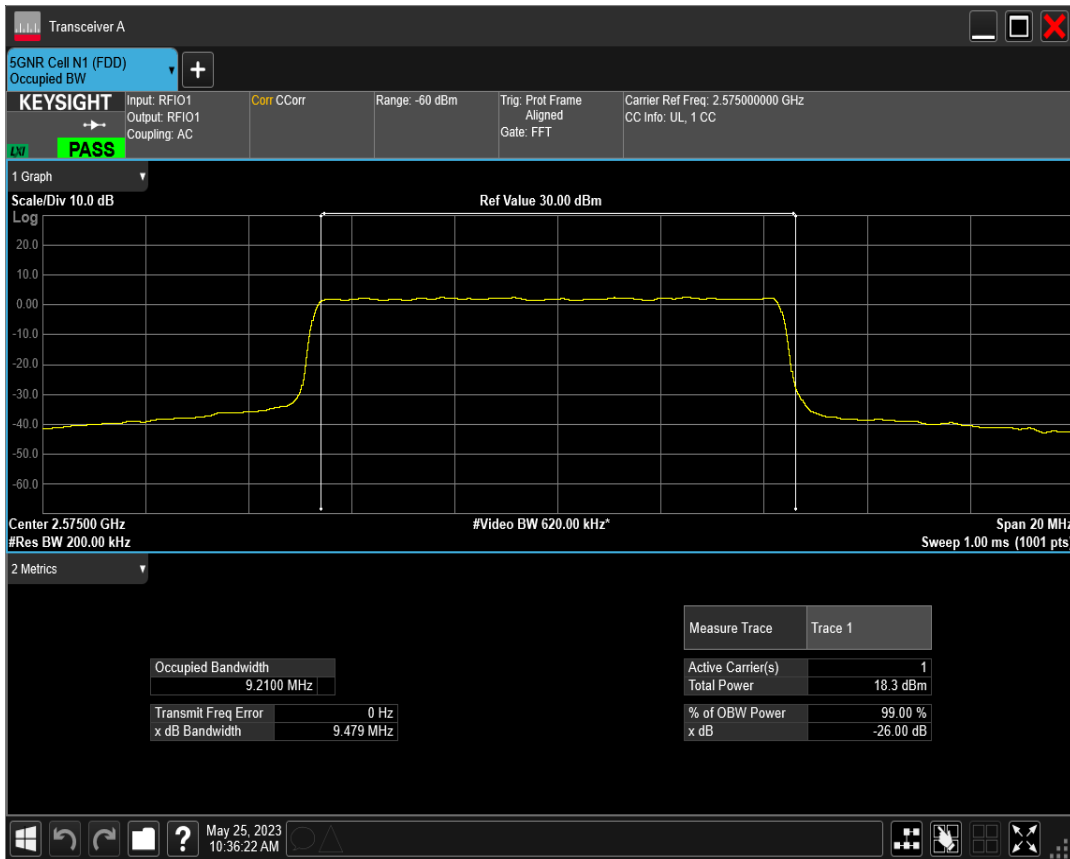 Transceiver A
5GNR Cell N1 (FDD)
Occupied BW
KEYSIGHT
LXI
PASS
Input: RFIO1
Output: RFIO1
Coupling: AC
Corr CCorr
Range: -60 dBm
Trig: Prot Frame
Aligned
Gate: FFT
Carrier Ref Freq: 2.575000000 GHz
CC Info: UL, 1 CC
1 Graph
Scale/Div 10.0 dB
Ref Value 30.00 dBm
Log
20.0
10.0
0.00
-10.0
-20.0
-30.0
-40.0
-50.0
-60.0
Center 2.57500 GHz
#Video BW 620.00 kHz*
Span 20 MHz
#Res BW 200.00 kHz
Sweep 1.00 ms (1001 pts)
2 Metrics
Measure Trace Trace 1
Occupied Bandwidth
9.2100 MHz
Active Carrier(s) 1
Total Power 18.3 dBm
Transmit Freq Error 0 Hz
x dB Bandwidth 9.479 MHz
% of OBW Power 99.00 %
x dB -26.00 dB
?
May 25, 2023
10:36:22 AM